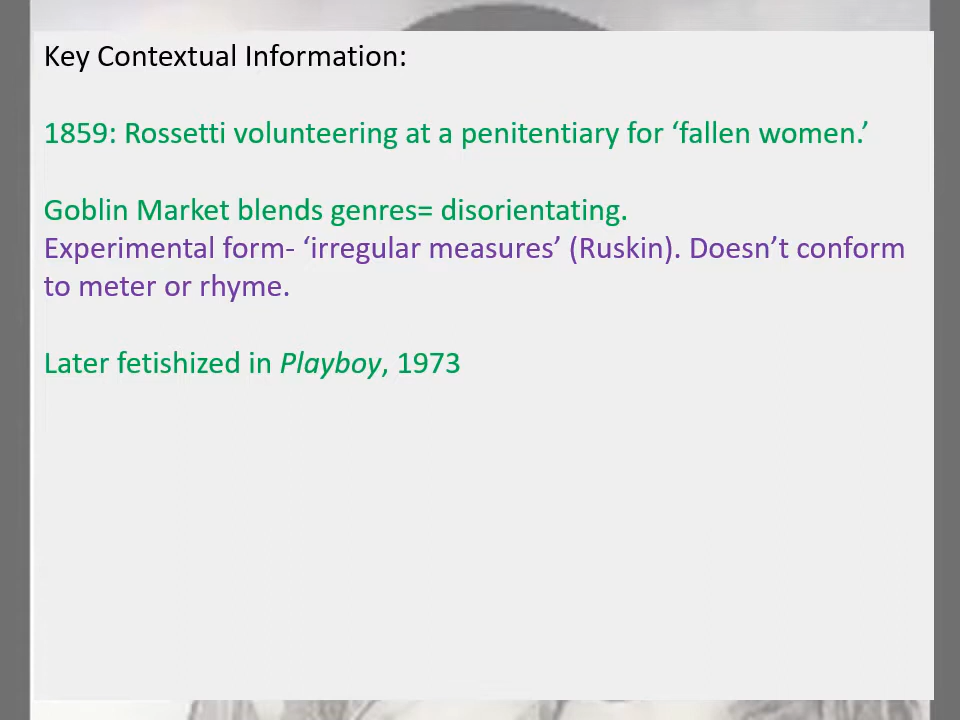 Key Contextual Information:
1859: Rossetti volunteering at a penitentiary for ‘fallen women.’
Goblin Market blends genres= disorientating.
Experimental form- ‘irregular measures’ (Ruskin). Doesn’t conform
to meter or rhyme.
Later fetishized in Playboy, 1973